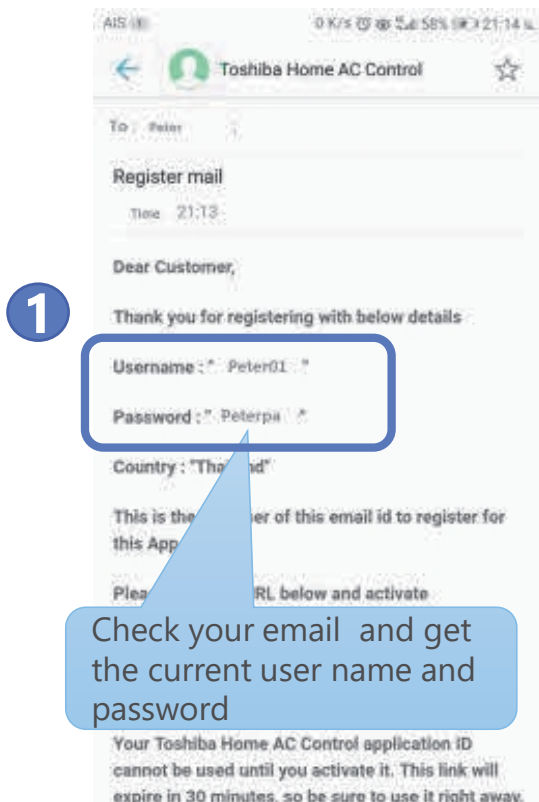 AIS
0 K/s 58% 21:14
Toshiba Home AC Control
To : Peter
Register mail
Time 21:13
Dear Customer,
1
Thank you for registering with below details
Username : " Peter01 "
Password : " Peterpa "
Country : "Tha nd"
This is the er of this email id to register for
this App
Plea RL below and activate
Check your email and get
the current user name and
password
Your Toshiba Home AC Control application ID
cannot be used until you activate it. This link will
expire in 30 minutes, so be sure to use it right away.